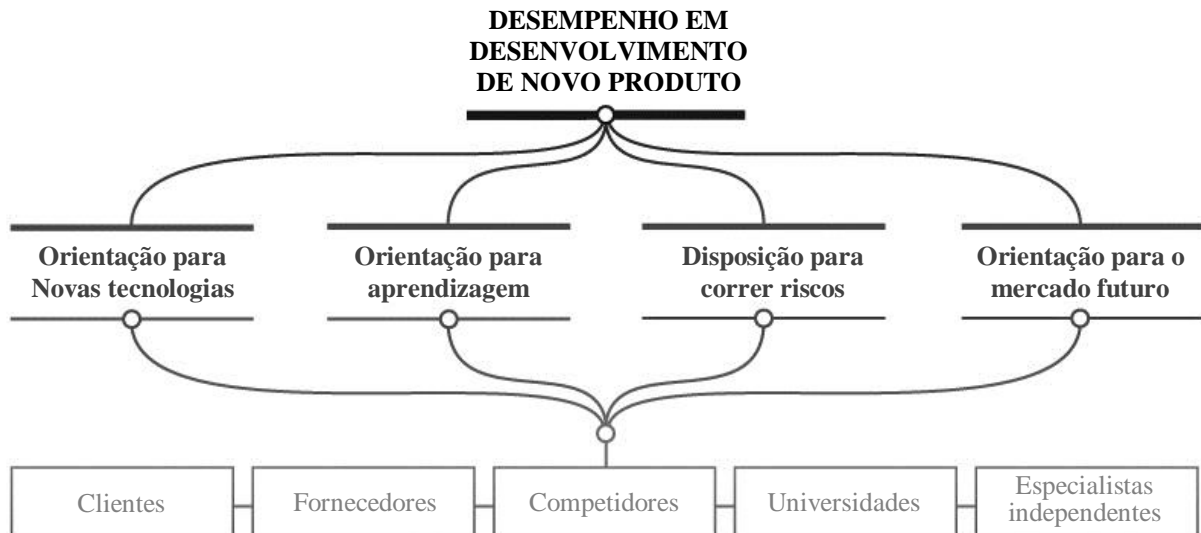 DESEMPENHO EM
DESENVOLVIMENTO
DE NOVO PRODUTO
Orientação para
Novas tecnologias
Orientação para
aprendizagem
Disposição para
correr riscos
Orientação para o
mercado futuro
Clientes
Fornecedores
Competidores
Universidades
Especialistas
independentes